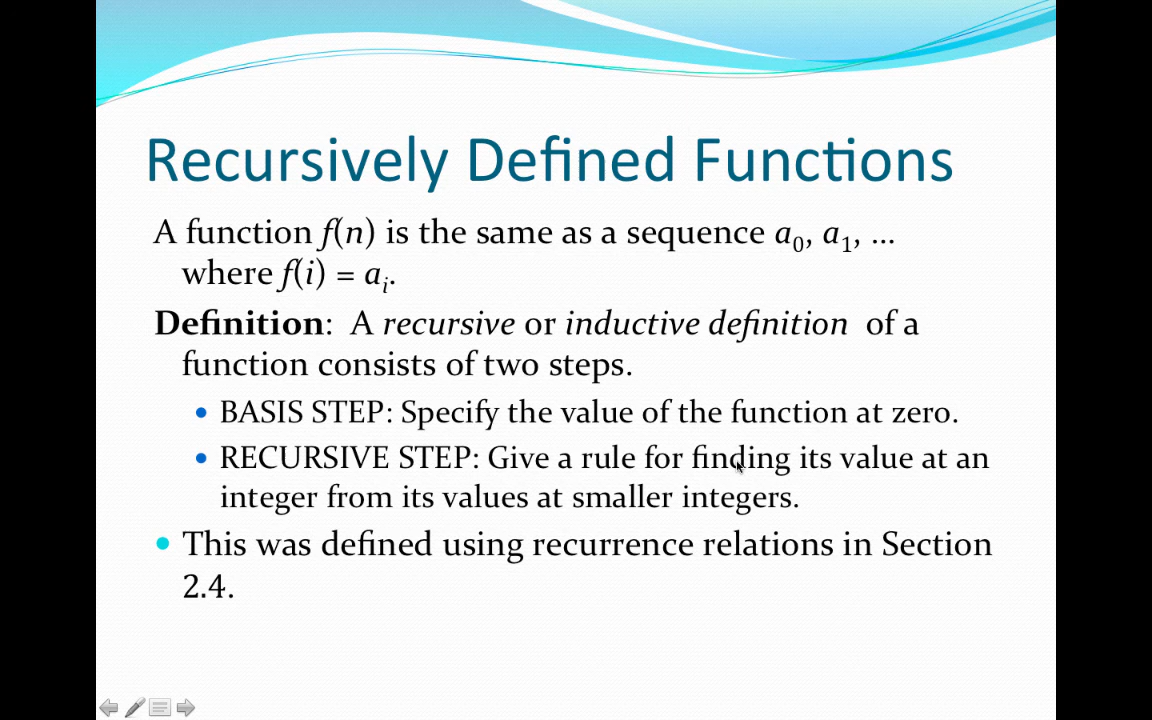 Recursively Defined Functions
A function f(n) is the same as a sequence a0, a1, …
where f(i) = ai.
Definition: A recursive or inductive definition of a
function consists of two steps.
• BASIS STEP: Specify the value of the function at zero.
• RECURSIVE STEP: Give a rule for finding its value at an
integer from its values at smaller integers.
• This was defined using recurrence relations in Section
2.4.